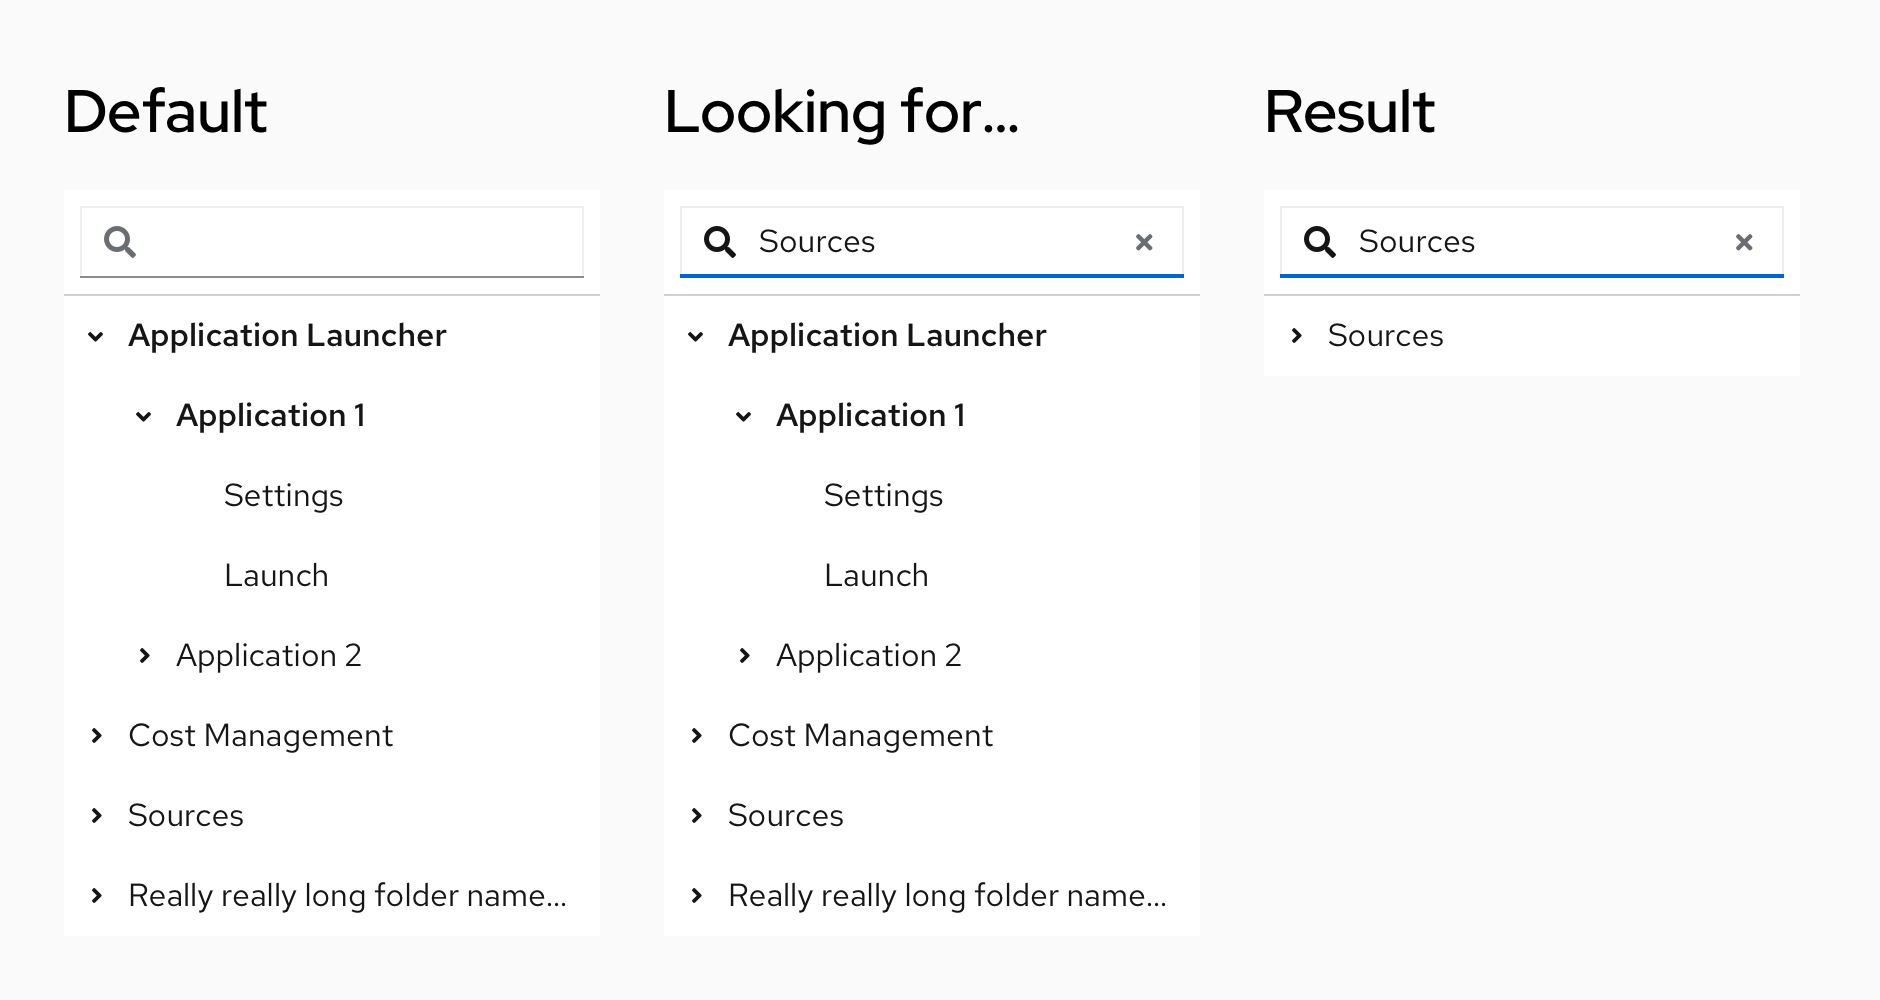 Default
Application Launcher
Application 1
Settings
Launch
Application 2
Cost Management
Sources
Really really long folder name...
Looking for...
Sources
Application Launcher
Application 1
Settings
Launch
Application 2
Cost Management
Sources
Really really long folder name...
Result
Sources
Sources